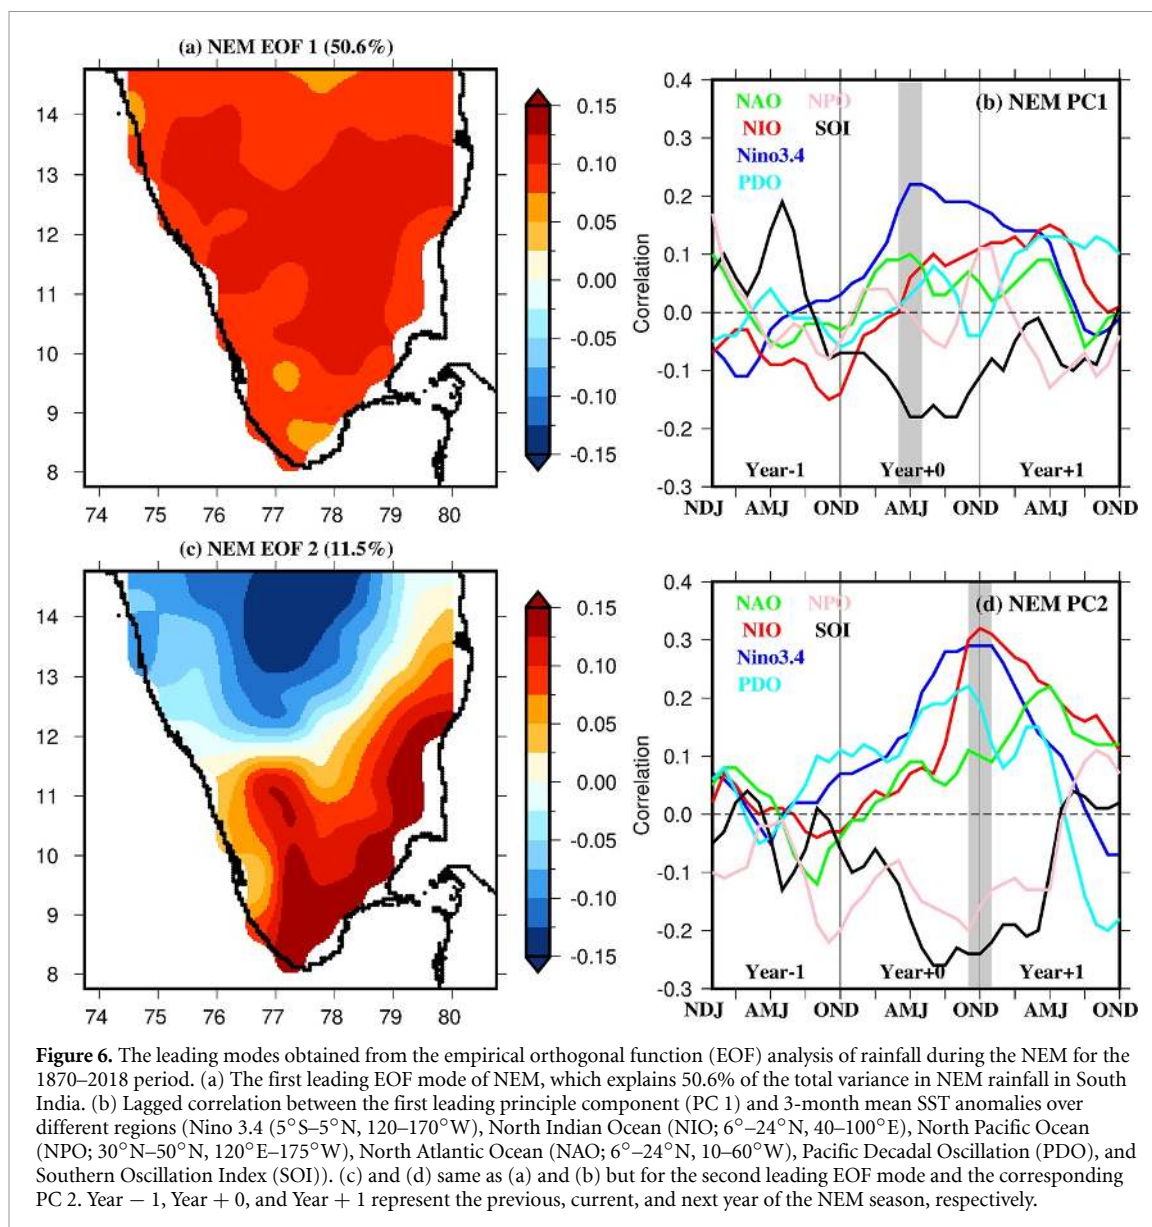 (a) NEM EOF 1 (50.6%)
14
13
12
11
10
9
8
74 75 76 77 78 79 80
0.15
0.10
0.05
0.00
-0.05
-0.10
-0.15
(b) NEM PC1
NAO NPO
NIO SOI
Nino3.4
PDO
Correlation
0.4
0.3
0.2
0.1
0.0
-0.1
-0.2
-0.3
Year-1 Year+0 Year+1
NDJ AMJ OND AMJ OND AMJ OND
(c) NEM EOF 2 (11.5%)
14
13
12
11
10
9
8
74 75 76 77 78 79 80
0.15
0.10
0.05
0.00
-0.05
-0.10
-0.15
(d) NEM PC2
NAO NPO
NIO SOI
Nino3.4
PDO
Correlation
0.4
0.3
0.2
0.1
0.0
-0.1
-0.2
-0.3
Year-1 Year+0 Year+1
NDJ AMJ OND AMJ OND AMJ OND
Figure 6. The leading modes obtained from the empirical orthogonal function (EOF) analysis of rainfall during the NEM for the
1870–2018 period. (a) The first leading EOF mode of NEM, which explains 50.6% of the total variance in NEM rainfall in South
India. (b) Lagged correlation between the first leading principle component (PC 1) and 3-month mean SST anomalies over
different regions (Nino 3.4 (5°S–5°N, 120–170°W), North Indian Ocean (NIO; 6°–24°N, 40–100°E), North Pacific Ocean
(NPO; 30°N–50°N, 120°E–175°W), North Atlantic Ocean (NAO; 6°–24°N, 10–60°W), Pacific Decadal Oscillation (PDO), and
Southern Oscillation Index (SOI)). (c) and (d) same as (a) and (b) but for the second leading EOF mode and the corresponding
PC 2. Year − 1, Year + 0, and Year + 1 represent the previous, current, and next year of the NEM season, respectively.